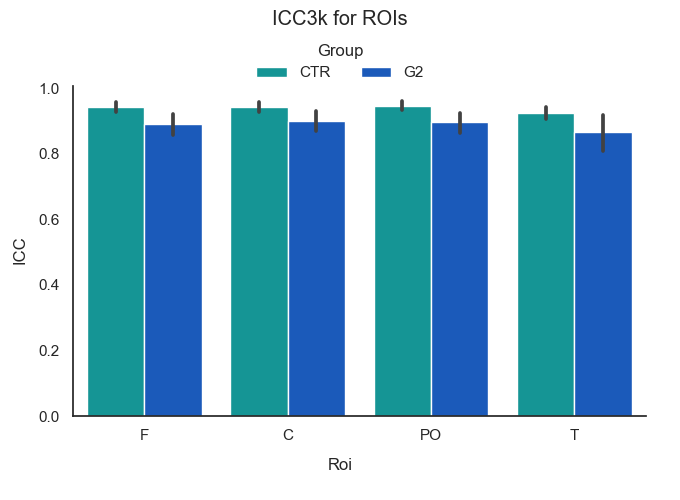 ICC3k for ROIs
Group
CTR G2
1.0
0.8
0.6
0.4
0.2
0.0
ICC
F C PO T
Roi